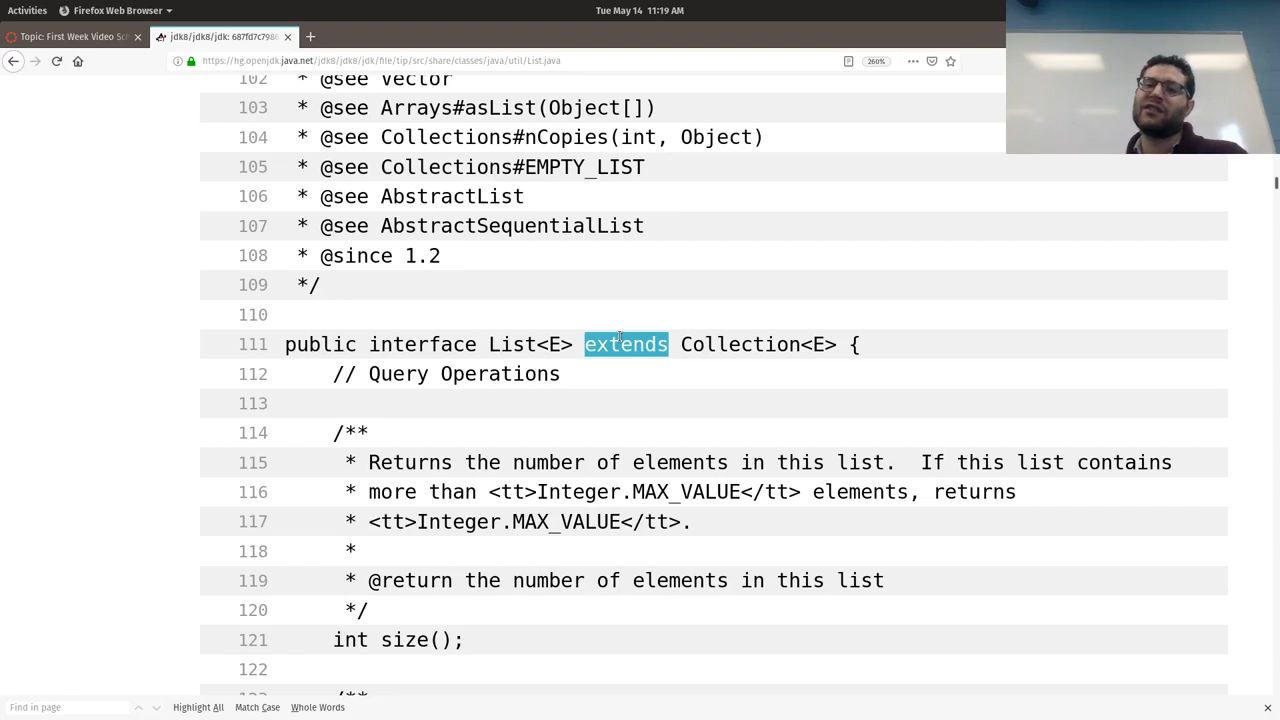 Activities Firefox Web Browser Tue May 14 11:19 AM
Topic: First Week Video Sch jdk8/jdk8/jdk: 687fd7c7986
https://hg.openjdk.java.net/jdk8/jdk8/jdk/file/tip/src/share/classes/java/util/List.java 260%
102 * @see Vector
103 * @see Arrays#asList(Object[])
104 * @see Collections#nCopies(int, Object)
105 * @see Collections#EMPTY_LIST
106 * @see AbstractList
107 * @see AbstractSequentialList
108 * @since 1.2
109 */
110
111 public interface List<E> extends Collection<E> {
112 // Query Operations
113
114 /**
115 * Returns the number of elements in this list. If this list contains
116 * more than <tt>Integer.MAX_VALUE</tt> elements, returns
117 * <tt>Integer.MAX_VALUE</tt>.
118 *
119 * @return the number of elements in this list
120 */
121 int size();
122
123 /**
Find in page Highlight All Match Case Whole Words